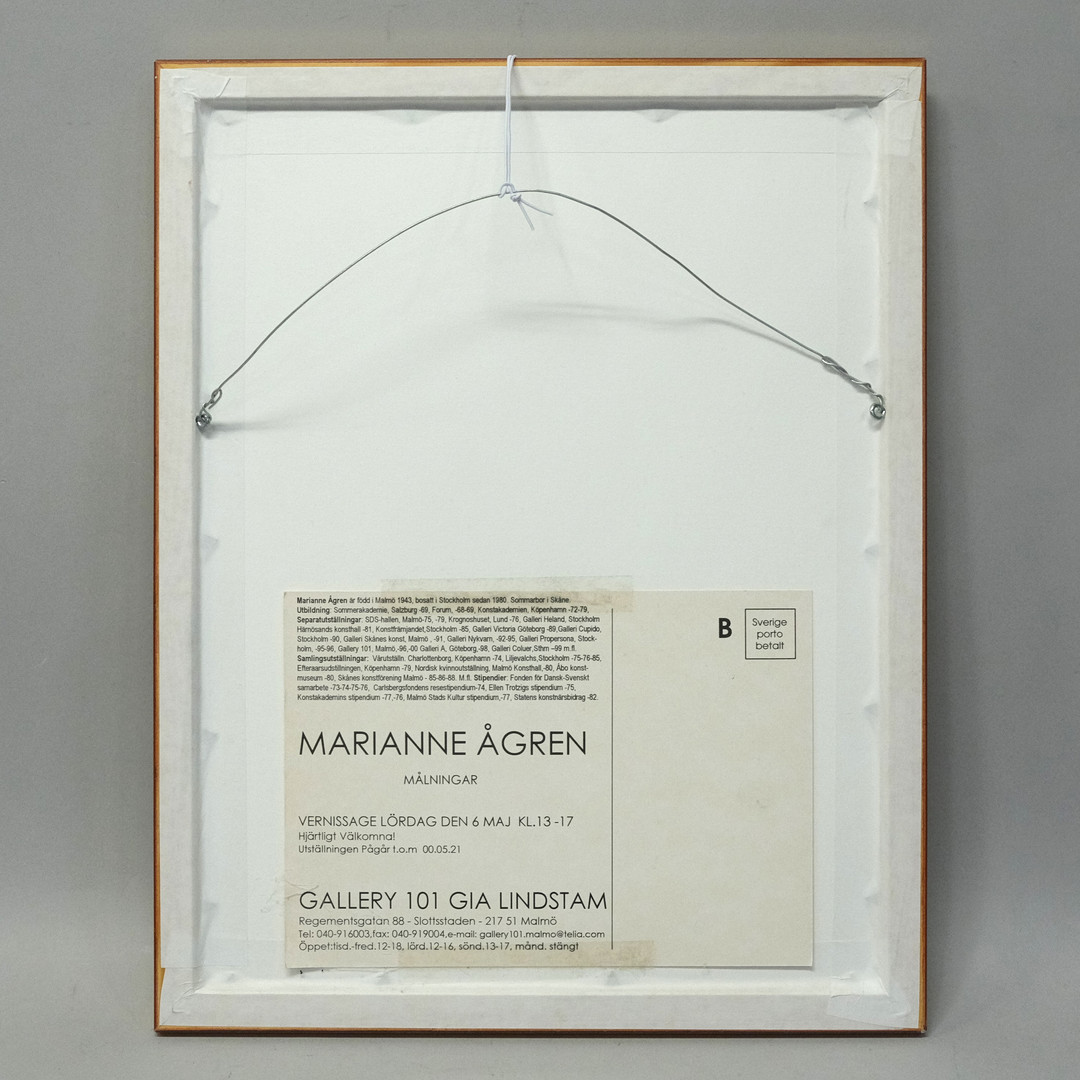 Marianne Ågren är född i Malmö 1943, bosatt i Stockholm sedan 1980. Sommarbor i Skåne.
Utbildning: Sommerakademie, Salzburg -69, Forum, -68-69, Konstakademien, Köpenhamn -72-79,
Separatutställningar: SDS-hallen, Malmö-75, -79, Krognoshuset, Lund -76, Galleri Heland, Stockholm
Härnösands konsthall -81, Konstfrämjandet,Stockholm -85, Galleri Victoria Göteborg -89,Galleri Cupido,
Stockholm -90, Galleri Skånes konst, Malmö , -91, Galleri Nykvarn, -92-95, Galleri Propersona, Stock-
holm, -95-96, Gallery 101, Malmö,-96,-00 Galleri A, Göteborg,-98, Galleri Coluer,Sthm –99 m.fl.
Samlingsutställningar: Vårutställn. Charlottenborg, Köpenhamn -74, Liljevalchs,Stockholm -75-76-85,
Efteraarsudstillingen, Köpenhamn -79, Nordisk kvinnoutställning, Malmö Konsthall,-80, Åbo konst-
museum -80, Skånes konstförening Malmö - 85-86-88. M.fl. Stipendier: Fonden för Dansk-Svenskt
samarbete -73-74-75-76, Carlsbergsfondens resestipendium-74, Ellen Trotzigs stipendium -75,
Konstakademins stipendium -77,-76, Malmö Stads Kultur stipendium,-77, Statens konstnärsbidrag -82.
B
Sverige
porto
betalt
MARIANNE ÅGREN
MÅLNINGAR
VERNISSAGE LÖRDAG DEN 6 MAJ KL.13 -17
Hjärtligt Välkomna!
Utställningen Pågår t.o.m 00.05.21
GALLERY 101 GIA LINDSTAM
Regementsgatan 88 - Slottsstaden - 217 51 Malmö
Tel: 040-916003,fax: 040-919004,e-mail: gallery101.malmo@telia.com
Öppet:tisd.-fred.12-18, lörd.12-16, sönd.13-17, månd. stängt